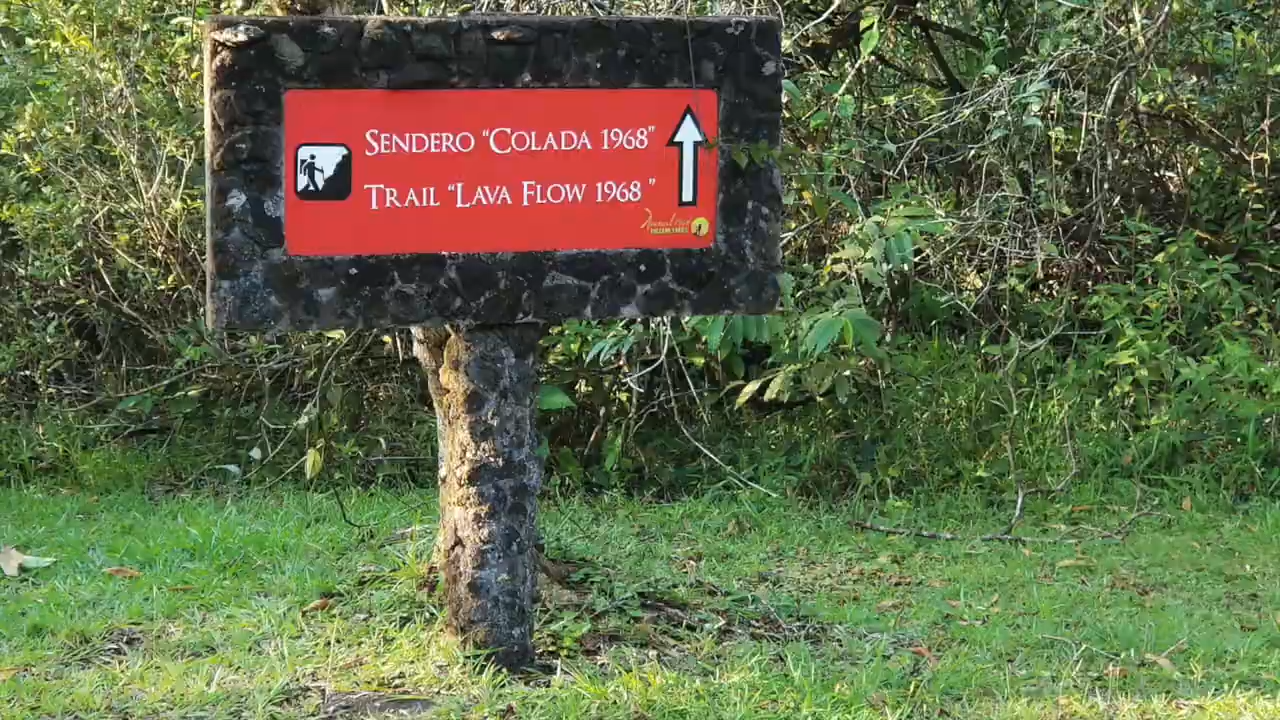 SENDERO “COLADA 1968”
TRAIL “LAVA FLOW 1968 ”